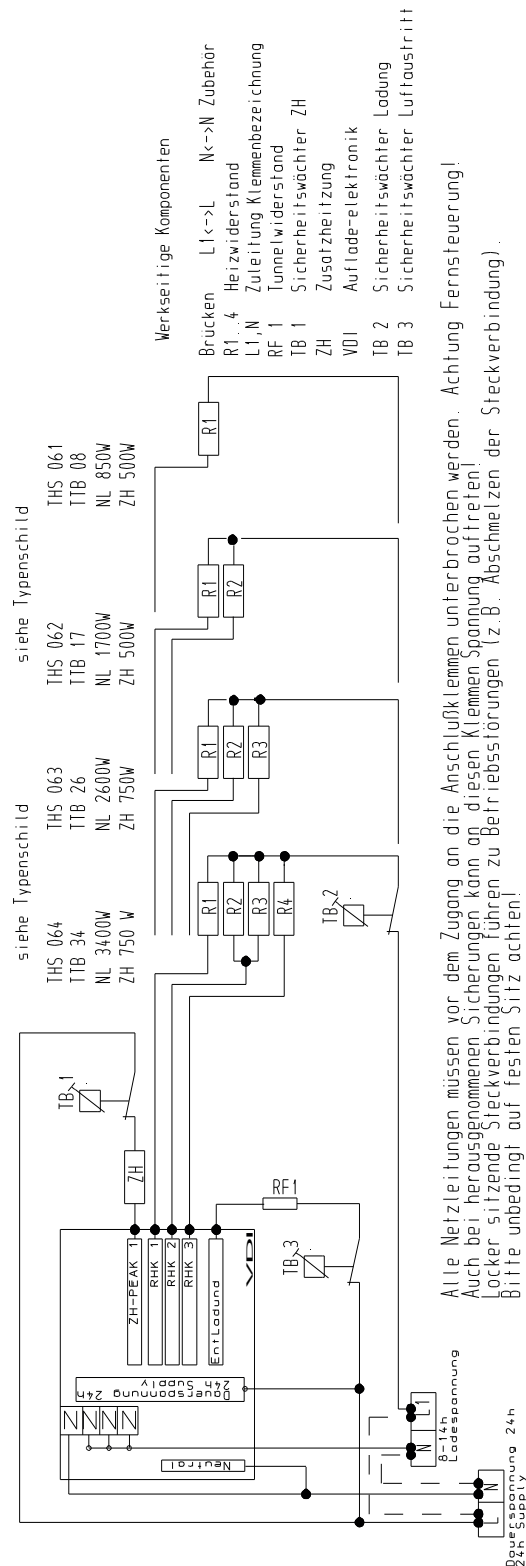 siehe Typenschild
siehe Typenschild
THS 064
TTB 34
NL 3400W
ZH 750 W
THS 063
TTB 26
NL 2600W
ZH 750W
THS 062
TTB 17
NL 1700W
ZH 500W
THS 061
TTB 08
NL 850W
ZH 500W
Werkseitige Komponenten
Brücken L1<->L N<->N Zubehör
R1..4 Heizwiderstand
L1,N Zuleitung Klemmenbezeichnung
RF 1 Tunnelwiderstand
TB 1 Sicherheitswächter ZH
ZH Zusatzheitzung
VDI Auflade-elektronik
TB 2 Sicherheitswächter Ladung
TB 3 Sicherheitswächter Luftaustritt
TB 1
ZH
ZH-PEAK 1
RHK 1
RHK 2
RHK 3
EntLadund
VDI
Dauerspannung 24h
24h Supply
N
N
N
N
Neutral
RF1
TB 3
TB 2
R1
R2
R3
R4
R1
R2
R3
R1
R2
R1
N L1
8-14h
Ladespannung
L N
Dauerspannung 24h
24h Supply
Alle Netzleitungen müssen vor dem Zugang an die Anschlußklemmen unterbrochen werden. Achtung Fernsteuerung!
Auch bei herausgenommenen Sicherungen kann an diesen Klemmen Spannung auftreten!
Locker sitzende Steckverbindungen führen zu Betriebsstörungen (z.B. Abschmelzen der Steckverbindung).
Bitte unbedingt auf festen Sitz achten!